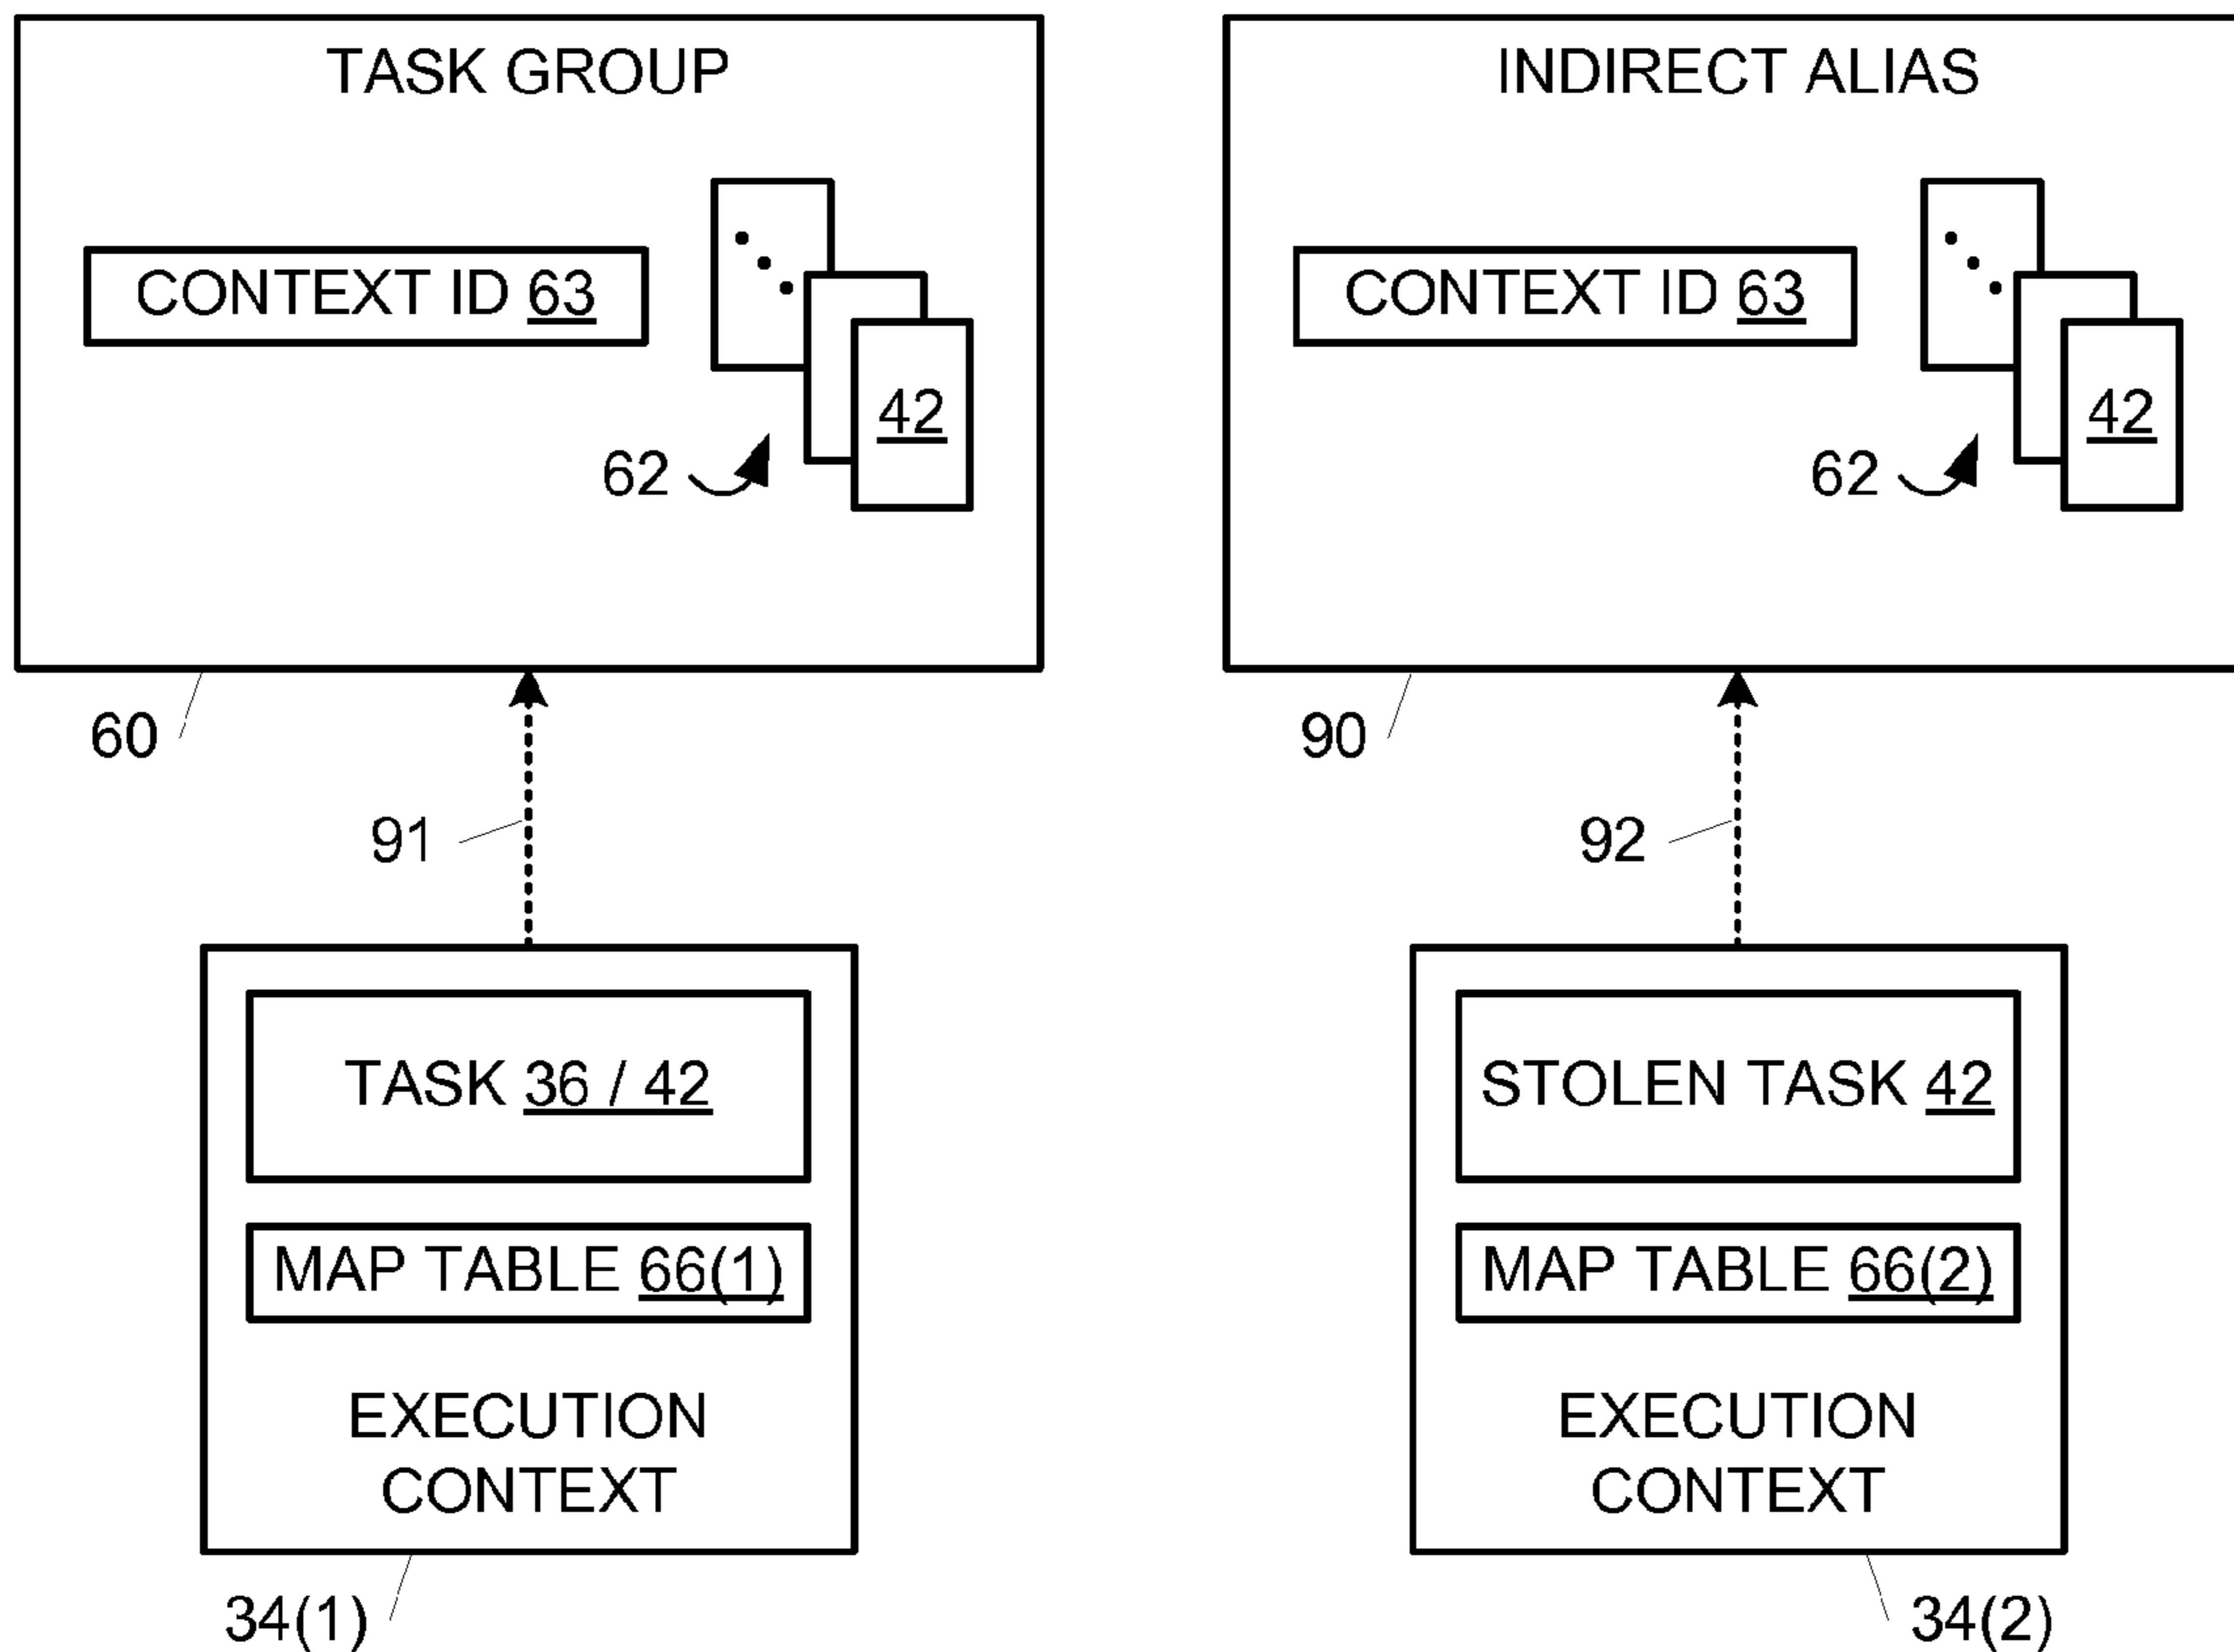 TASK GROUP
CONTEXT ID 63
42
62
60
91
TASK 36 / 42
MAP TABLE 66(1)
EXECUTION
CONTEXT
34(1)
INDIRECT ALIAS
CONTEXT ID 63
42
62
90
92
STOLEN TASK 42
MAP TABLE 66(2)
EXECUTION
CONTEXT
34(2)